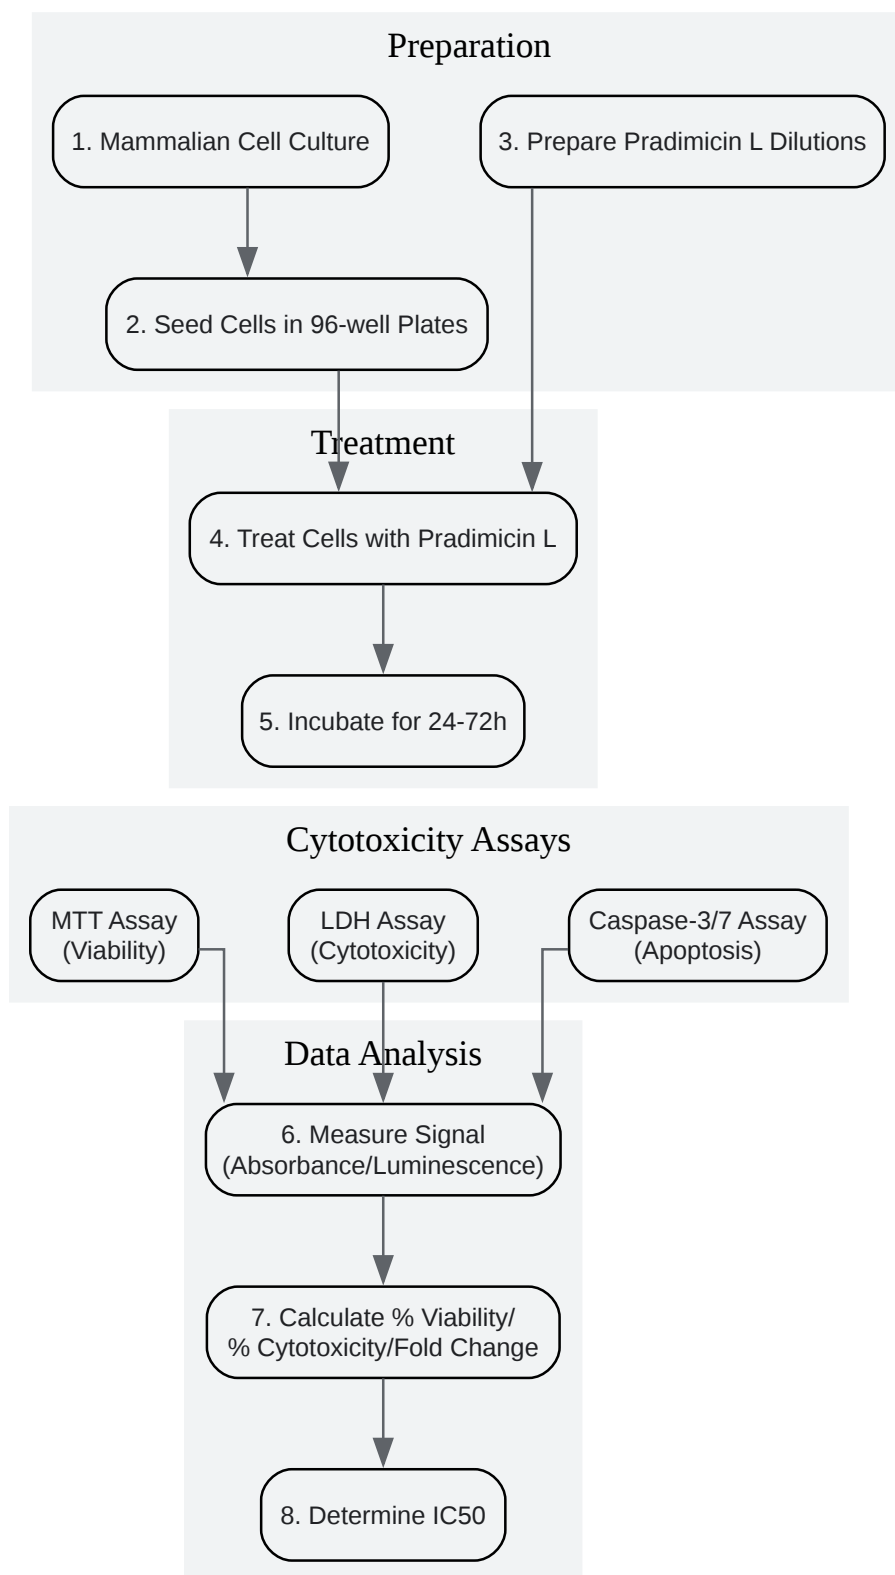 Preparation
1. Mammalian Cell Culture
3. Prepare Pradimicin L Dilutions
2. Seed Cells in 96-well Plates
Treatment
4. Treat Cells with Pradimicin L
5. Incubate for 24-72h
Cytotoxicity Assays
MTT Assay
(Viability)
LDH Assay
(Cytotoxicity)
Caspase-3/7 Assay
(Apoptosis)
Data Analysis
6. Measure Signal
(Absorbance/Luminescence)
7. Calculate % Viability/
% Cytotoxicity/Fold Change
8. Determine IC50